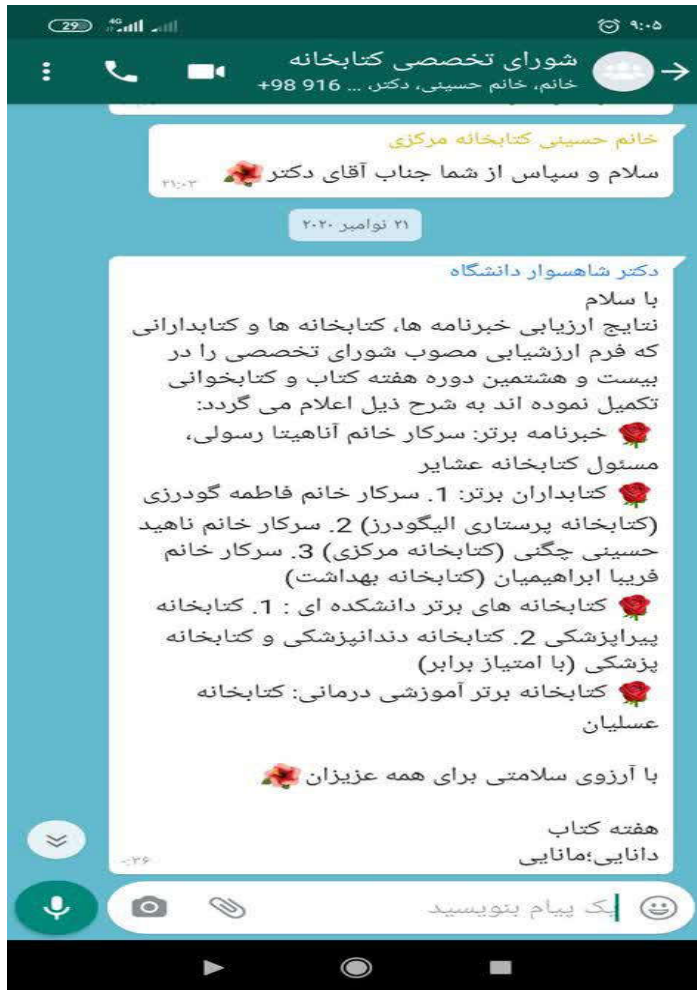 29 4G ۹:۰۵
شورای تخصصی کتابخانه
خانم، خانم حسینی، دکتر، ... 916 98+
خانم حسینی کتابخانه مرکزی
سلام و سپاس از شما جناب آقای دکتر
۲۱:۰۳
۲۱ نوامبر ۲۰۲۰
دکتر شاهسوار دانشگاه
با سلام
نتایج ارزیابی خبرنامه ها، کتابخانه ها و کتابدارانی
که فرم ارزشیابی مصوب شورای تخصصی را در
بیست و هشتمین دوره هفته کتاب و کتابخوانی
تکمیل نموده اند به شرح ذیل اعلام می گردد:
🌹 خبرنامه برتر: سرکار خانم آناهیتا رسولی،
مسئول کتابخانه عشایر
🌹 کتابداران برتر: 1. سرکار خانم فاطمه گودرزی
(کتابخانه پرستاری الیگودرز) 2. سرکار خانم ناهید
حسینی چگنی (کتابخانه مرکزی) 3. سرکار خانم
فریبا ابراهیمیان (کتابخانه بهداشت)
🌹 کتابخانه های برتر دانشکده ای : 1. کتابخانه
پیراپزشکی 2. کتابخانه دندانپزشکی و کتابخانه
پزشکی (با امتیاز برابر)
🌹 کتابخانه برتر آموزشی درمانی: کتابخانه
عسلیان
با آرزوی سلامتی برای همه عزیزان🌺
هفته کتاب
دانایی؛مانایی
۰:۳۶
یک پیام بنویسید